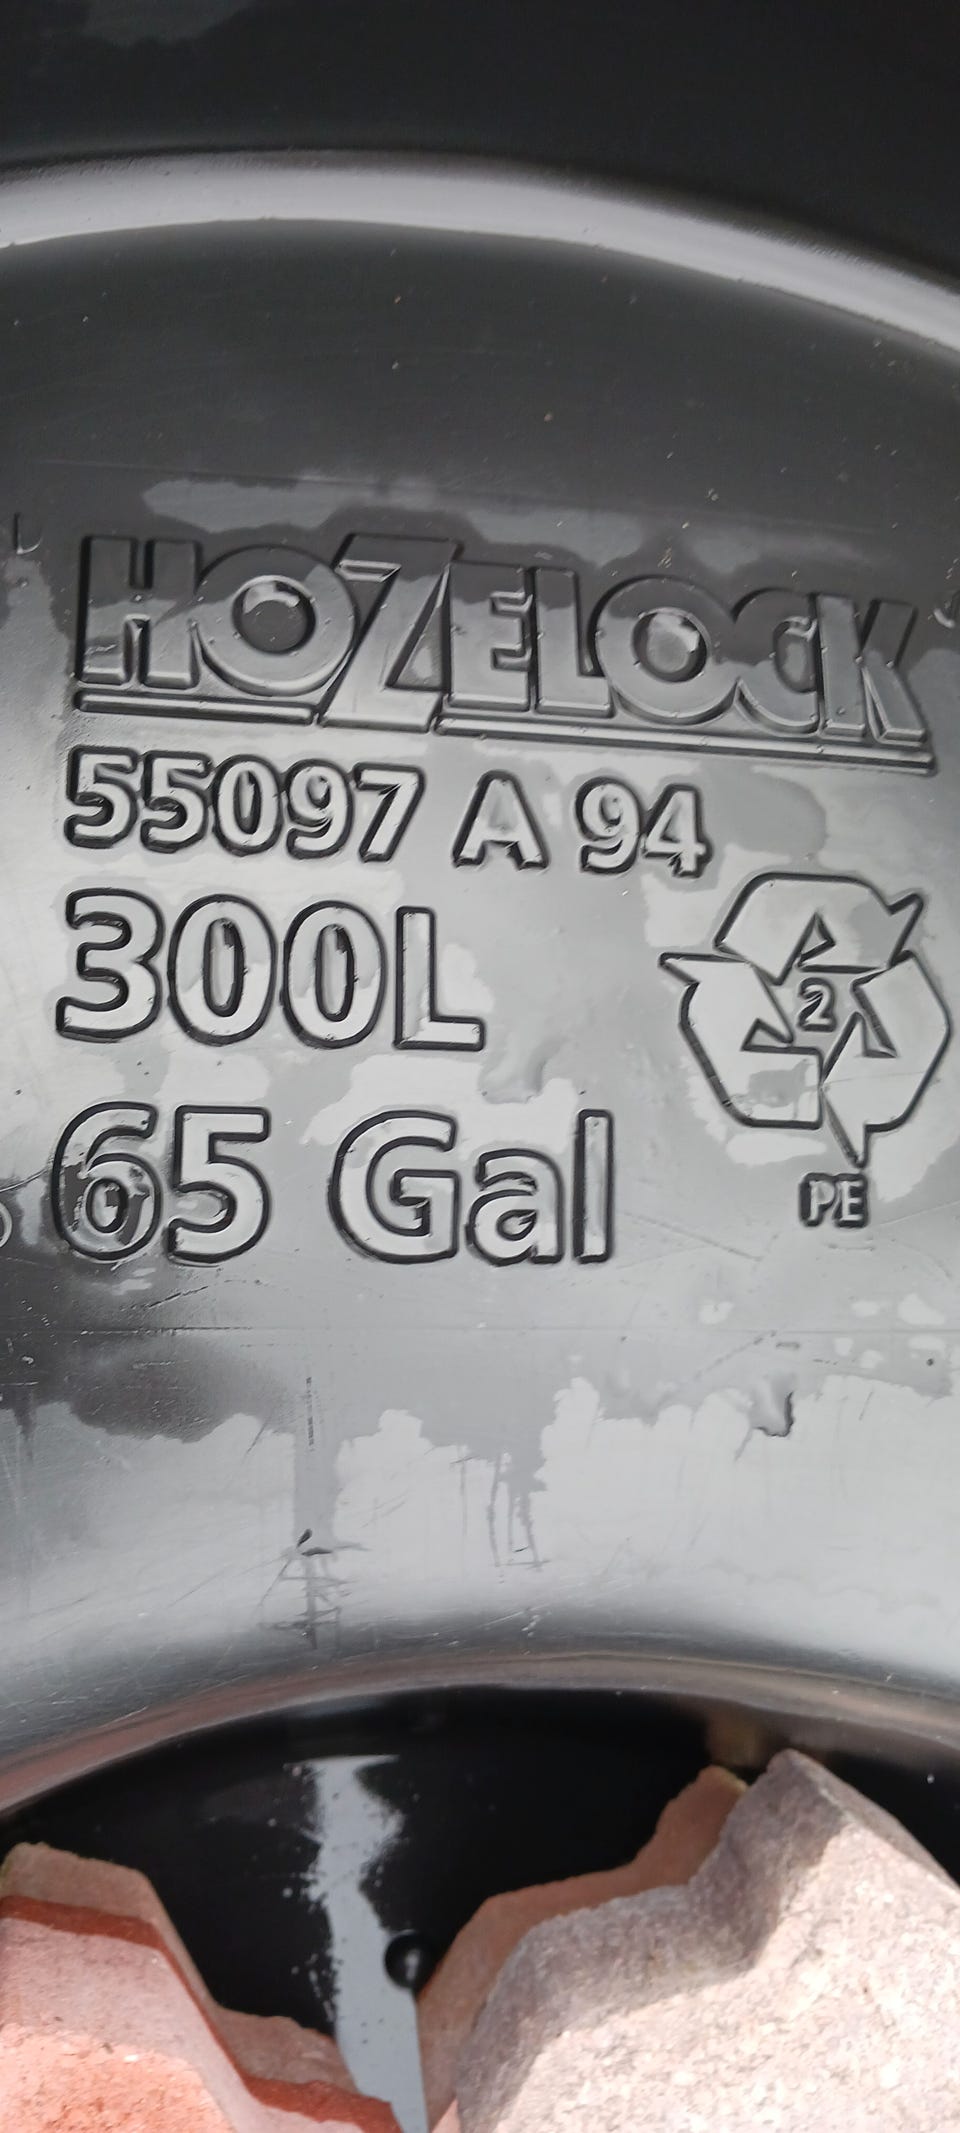 HOZELOCK
55097 A 94
300L
2
65 Gal
PE